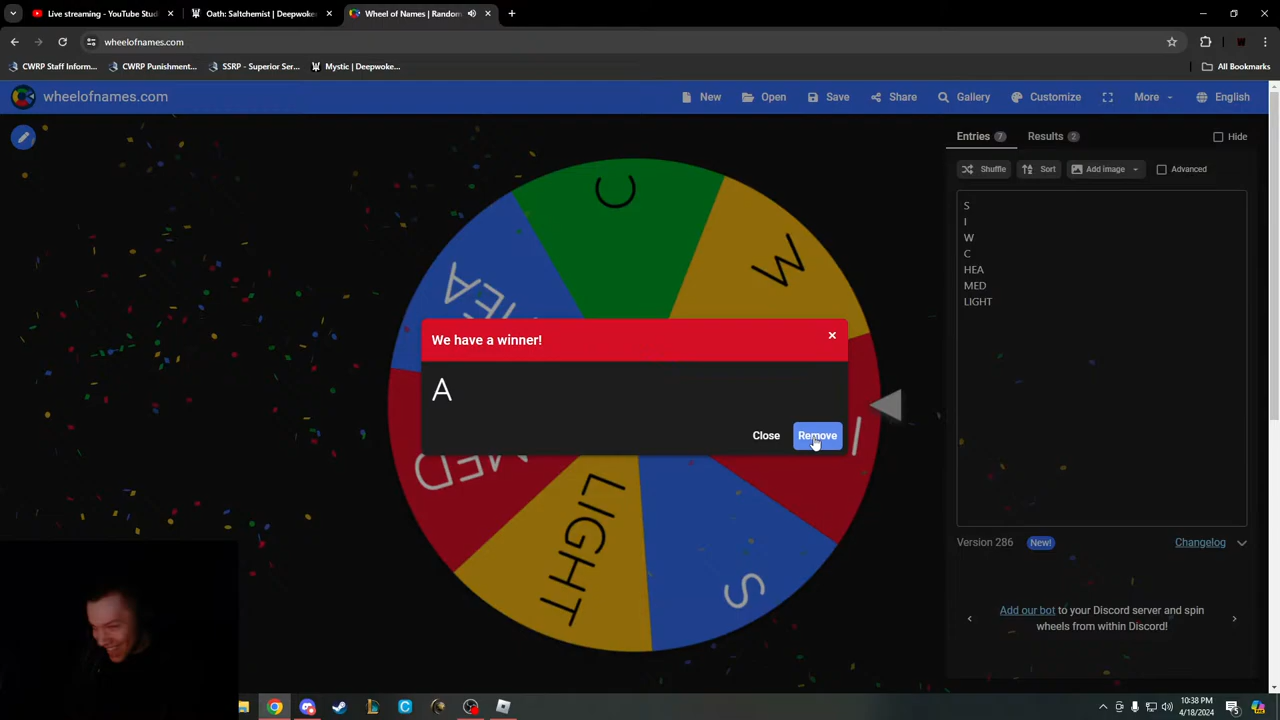 Live streaming - YouTube Stud
Oath: Saltchemist | Deepwoke
Wheel of Names | Random
wheelofnames.com
CWRP Staff Inform...
CWRP Punishment...
SSRP - Superior Ser...
Mystic | Deepwoke...
All Bookmarks
wheelofnames.com
New
Open
Save
Share
Gallery
Customize
More
English
Entries 7
Results 2
Hide
Shuffle
Sort
Add image
Advanced
S
I
W
C
HEA
MED
LIGHT
C
W
HEA
I
MED
LIGHT
S
We have a winner!
A
Close
Remove
Version 286
New!
Changelog
Add our bot to your Discord server and spin
wheels from within Discord!
10:38 PM
4/18/2024
5